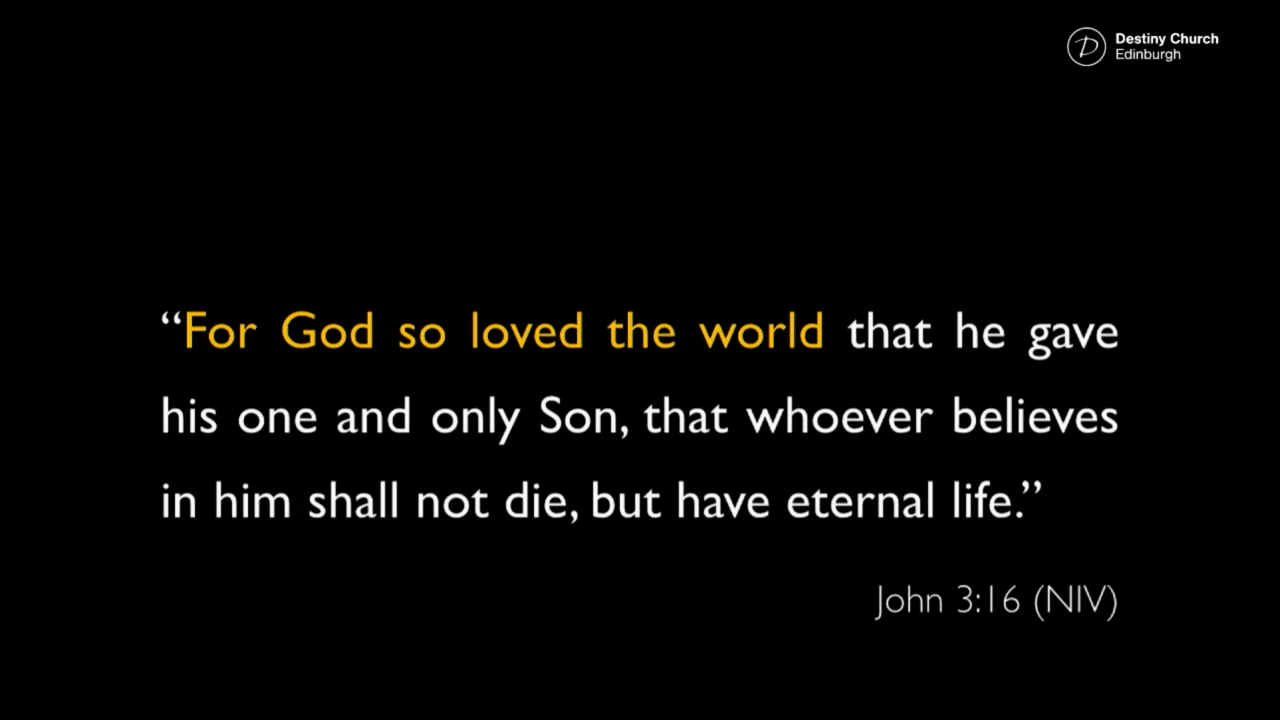 Destiny Church
Edinburgh
“For God so loved the world that he gave
his one and only Son, that whoever believes
in him shall not die, but have eternal life.”
John 3:16 (NIV)